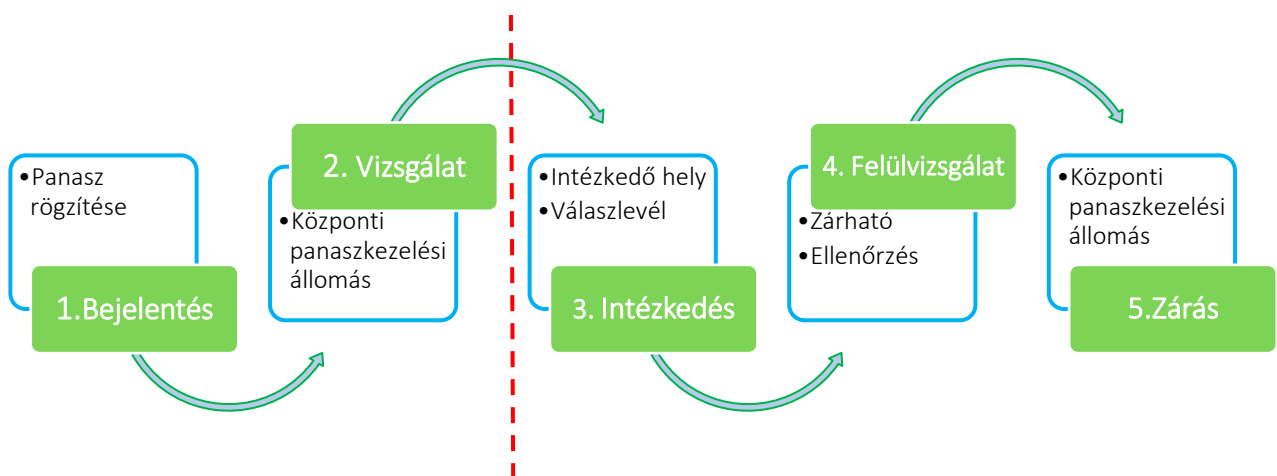 •Panasz
rögzítése
1.Bejelentés
2. Vizsgálat
•Központi
panaszkezelési
állomás
•Intézkedő hely
•Válaszlevél
3. Intézkedés
4. Felülvizsgálat
•Zárható
•Ellenőrzés
•Központi
panaszkezelési
állomás
5.Zárás